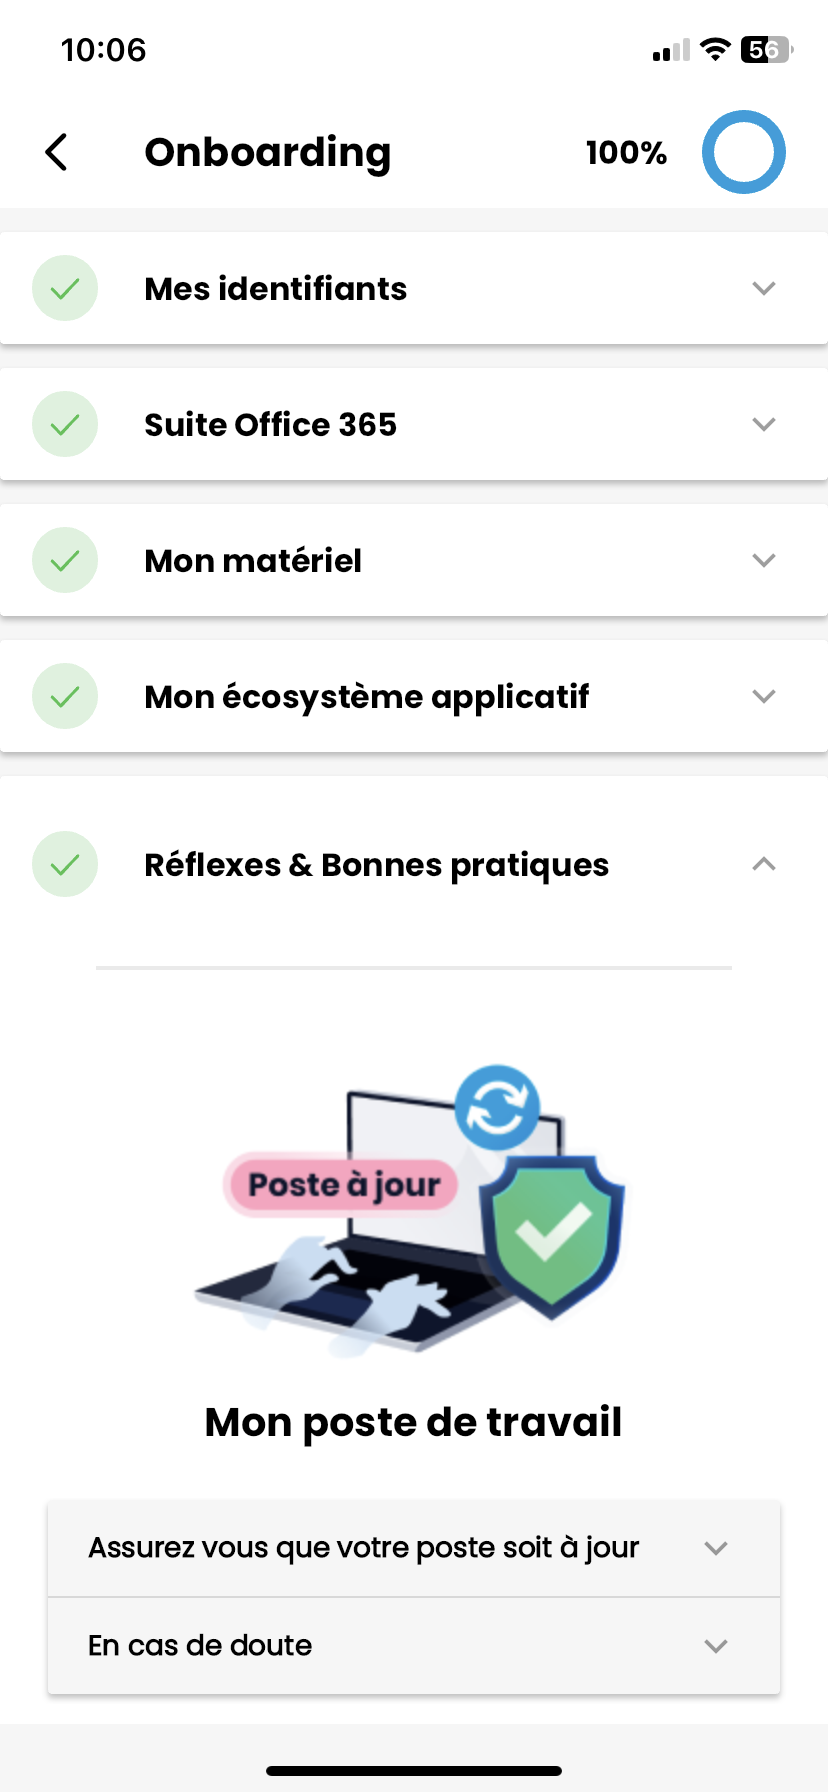 10:06
56
Onboarding
100%
Mes identifiants
Suite Office 365
Mon matériel
Mon écosystème applicatif
Réflexes & Bonnes pratiques
Poste à jour
Mon poste de travail
Assurez vous que votre poste soit à jour
En cas de doute